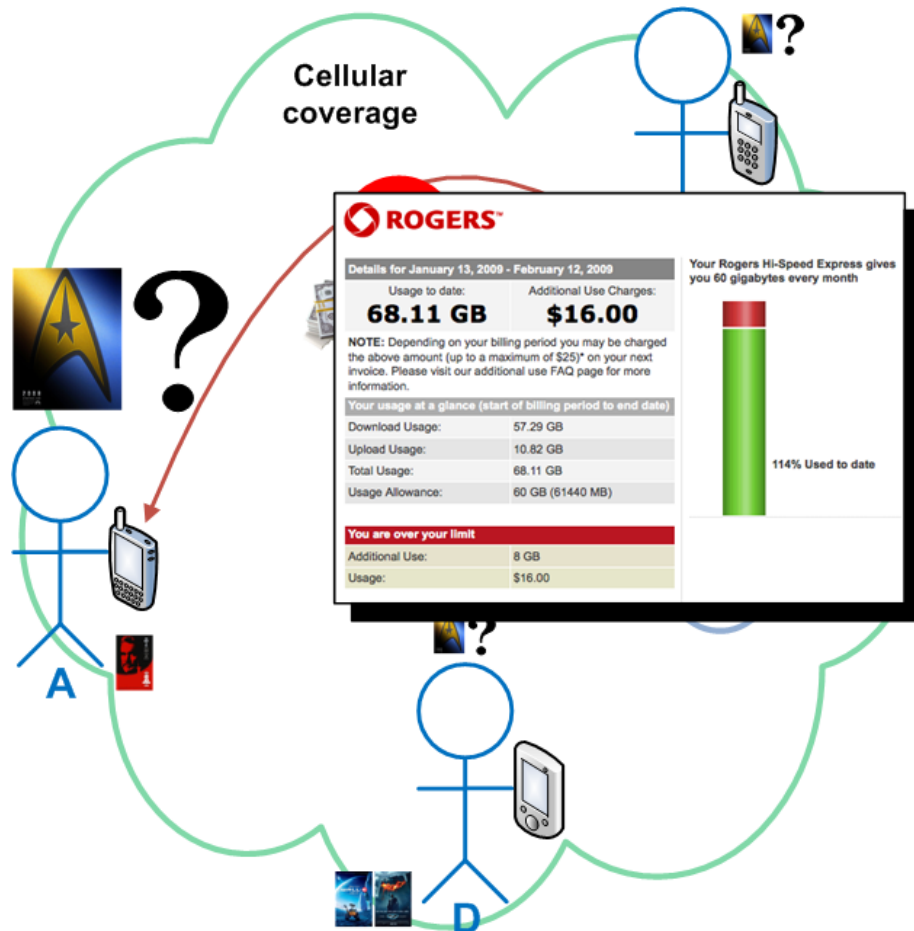 ?
Cellular
coverage
?
ROGERS™
Details for January 13, 2009 - February 12, 2009
Usage to date:
Additional Use Charges:
68.11 GB
$16.00
NOTE: Depending on your billing period you may be charged
the above amount (up to a maximum of $25)* on your next
invoice. Please visit our additional use FAQ page for more
information.
Your usage at a glance (start of billing period to end date)
Download Usage: 57.29 GB
Upload Usage: 10.82 GB
Total Usage: 68.11 GB
Usage Allowance: 60 GB (61440 MB)
You are over your limit
Additional Use: 8 GB
Usage: $16.00
Your Rogers Hi-Speed Express gives
you 60 gigabytes every month
114% Used to date
2009
?
A
D